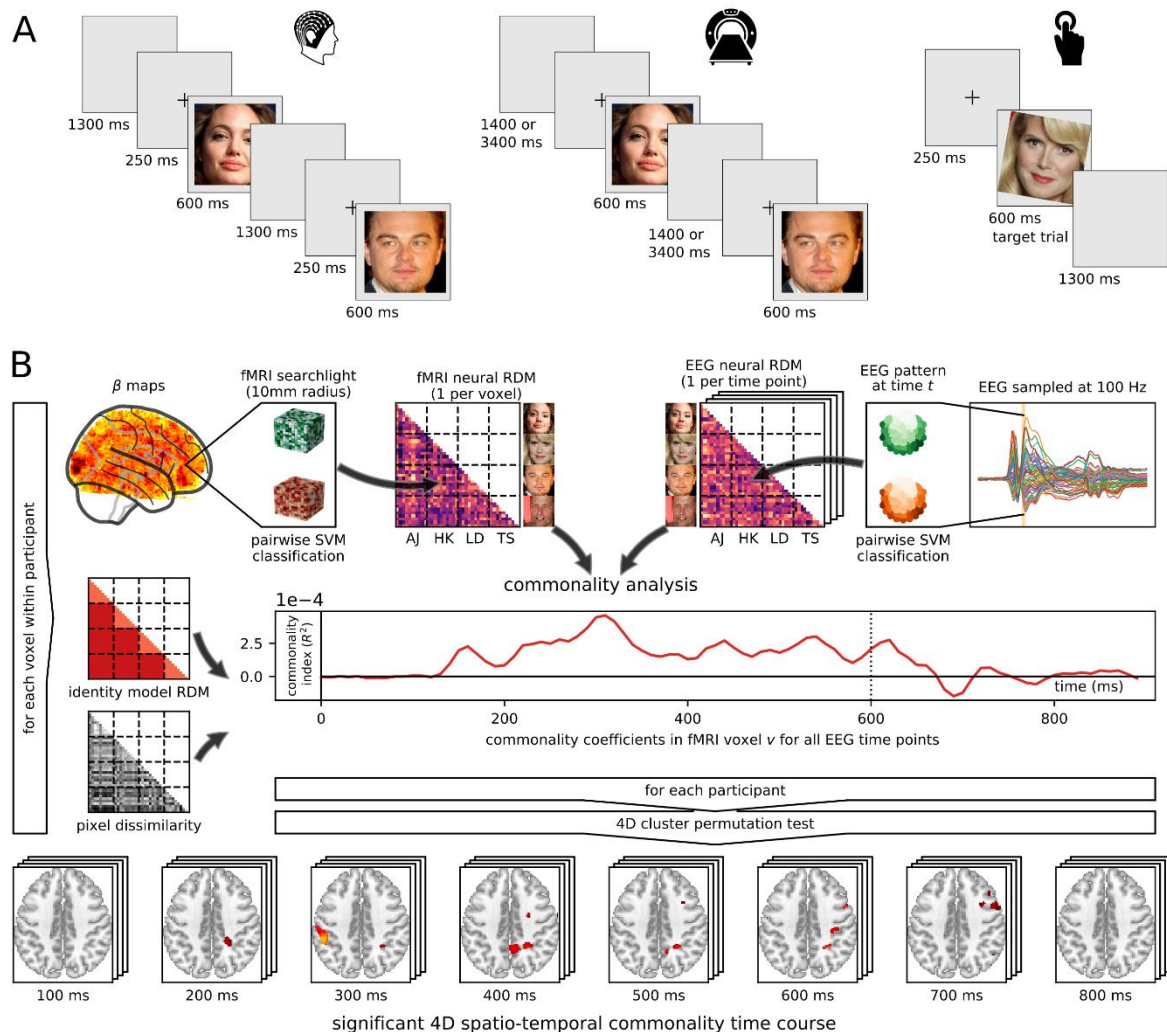 A
1300 ms
250 ms
600 ms
1300 ms
250 ms
600 ms
1400 or
3400 ms
600 ms
1400 or
3400 ms
600 ms
250 ms
600 ms
target trial
1300 ms
B
β maps
fMRI searchlight
(10mm radius)
pairwise SVM
classification
fMRI neural RDM
(1 per voxel)
AJ HK LD TS
EEG neural RDM
(1 per time point)
AJ HK LD TS
EEG pattern
at time t
pairwise SVM
classification
EEG sampled at 100 Hz
for each voxel within participant
identity model RDM
pixel dissimilarity
commonality analysis
1e−4
commonality
index (R²)
2.5
0.0
time (ms)
0 200 400 600 800
commonality coefficients in fMRI voxel v for all EEG time points
for each participant
4D cluster permutation test
100 ms 200 ms 300 ms 400 ms 500 ms 600 ms 700 ms 800 ms
significant 4D spatio-temporal commonality time course